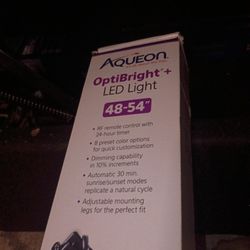 AQUEON
OptiBright™+
LED Light
48-54"
• RF remote control with
24-hour timer
• 8 preset color options
for quick customization
• Dimming capability
in 10% increments
• Automatic 30 min.
sunrise/sunset modes
replicate a natural cycle
• Adjustable mounting
legs for the perfect fit